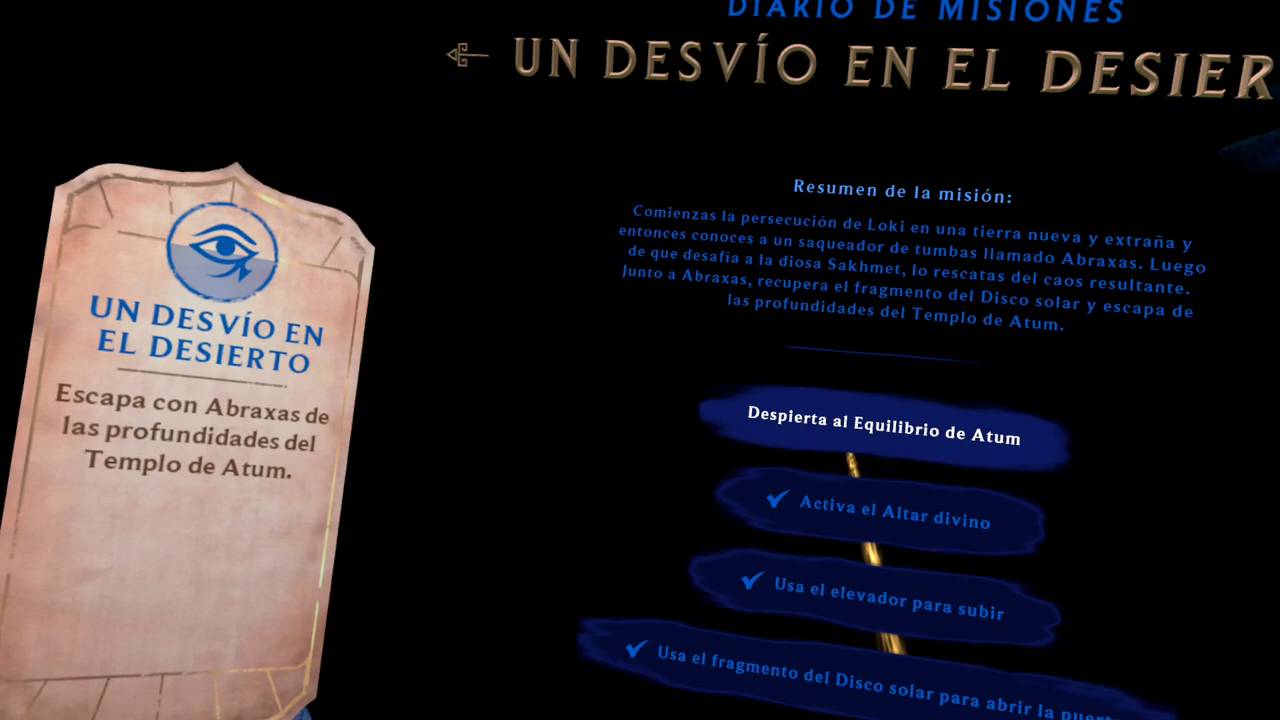 DIARIO DE MISIONES
UN DESVÍO EN EL DESIER
UN DESVÍO EN
EL DESIERTO
Escapa con Abraxas de
las profundidades del
Templo de Atum.
Resumen de la misión:
Comienzas la persecución de Loki en una tierra nueva y extraña y
entonces conoces a un saqueador de tumbas llamado Abraxas. Luego
de que desafía a la diosa Sakhmet, lo rescatas del caos resultante.
Junto a Abraxas, recupera el fragmento del Disco solar y escapa de
las profundidades del Templo de Atum.
Despierta al Equilibrio de Atum
✔ Activa el Altar divino
✔ Usa el elevador para subir
✔ Usa el fragmento del Disco solar para abrir la puerta